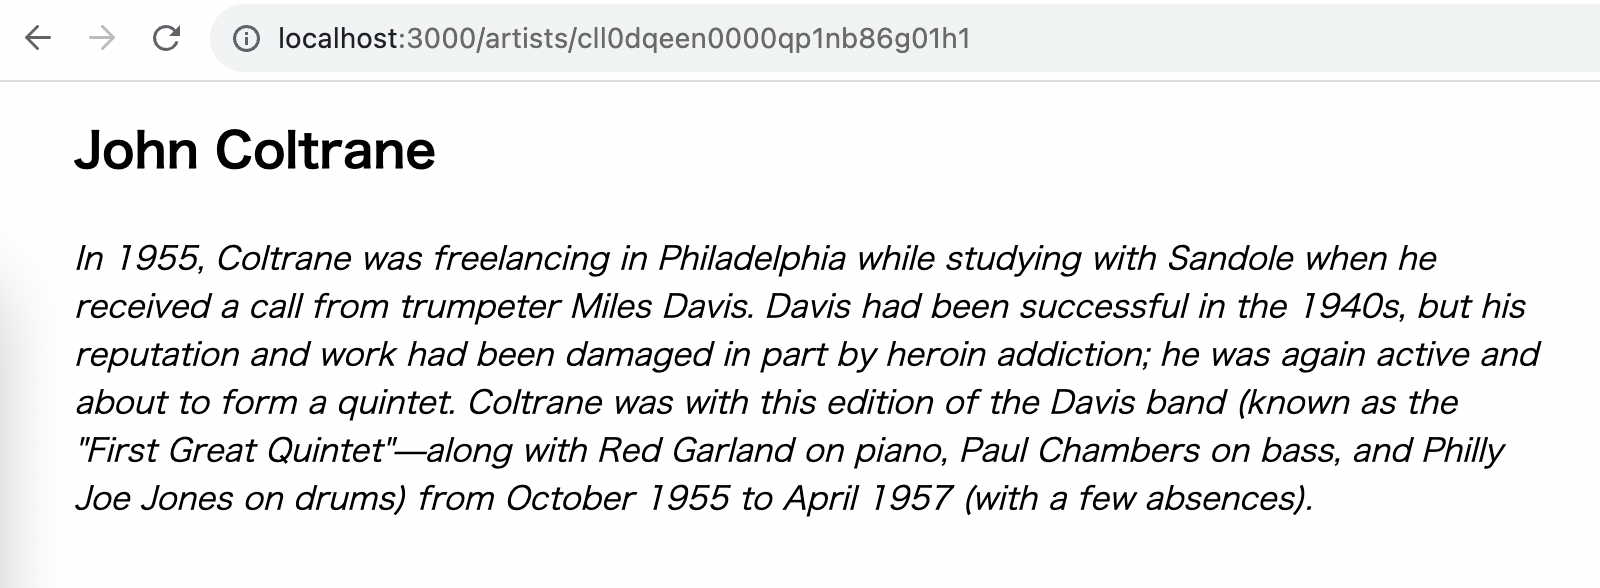 localhost:3000/artists/cll0dqeen0000qp1nb86g01h1
John Coltrane
In 1955, Coltrane was freelancing in Philadelphia while studying with Sandole when he
received a call from trumpeter Miles Davis. Davis had been successful in the 1940s, but his
reputation and work had been damaged in part by heroin addiction; he was again active and
about to form a quintet. Coltrane was with this edition of the Davis band (known as the
"First Great Quintet"—along with Red Garland on piano, Paul Chambers on bass, and Philly
Joe Jones on drums) from October 1955 to April 1957 (with a few absences).